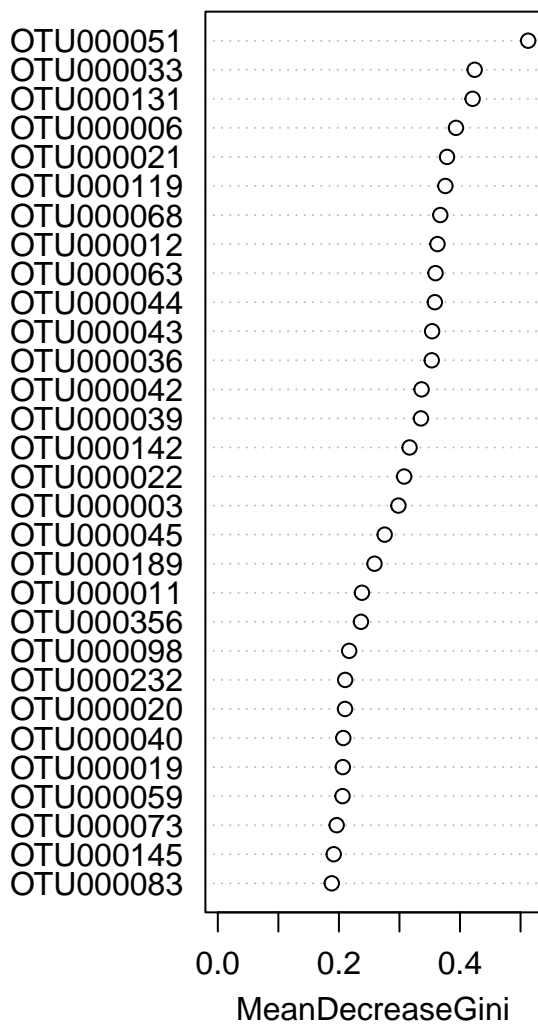 OTU000051
OTU000033
OTU000131
OTU000006
OTU000021
OTU000119
OTU000068
OTU000012
OTU000063
OTU000044
OTU000043
OTU000036
OTU000042
OTU000039
OTU000142
OTU000022
OTU000003
OTU000045
OTU000189
OTU000011
OTU000356
OTU000098
OTU000232
OTU000020
OTU000040
OTU000019
OTU000059
OTU000073
OTU000145
OTU000083
0.0 0.2 0.4
MeanDecreaseGini